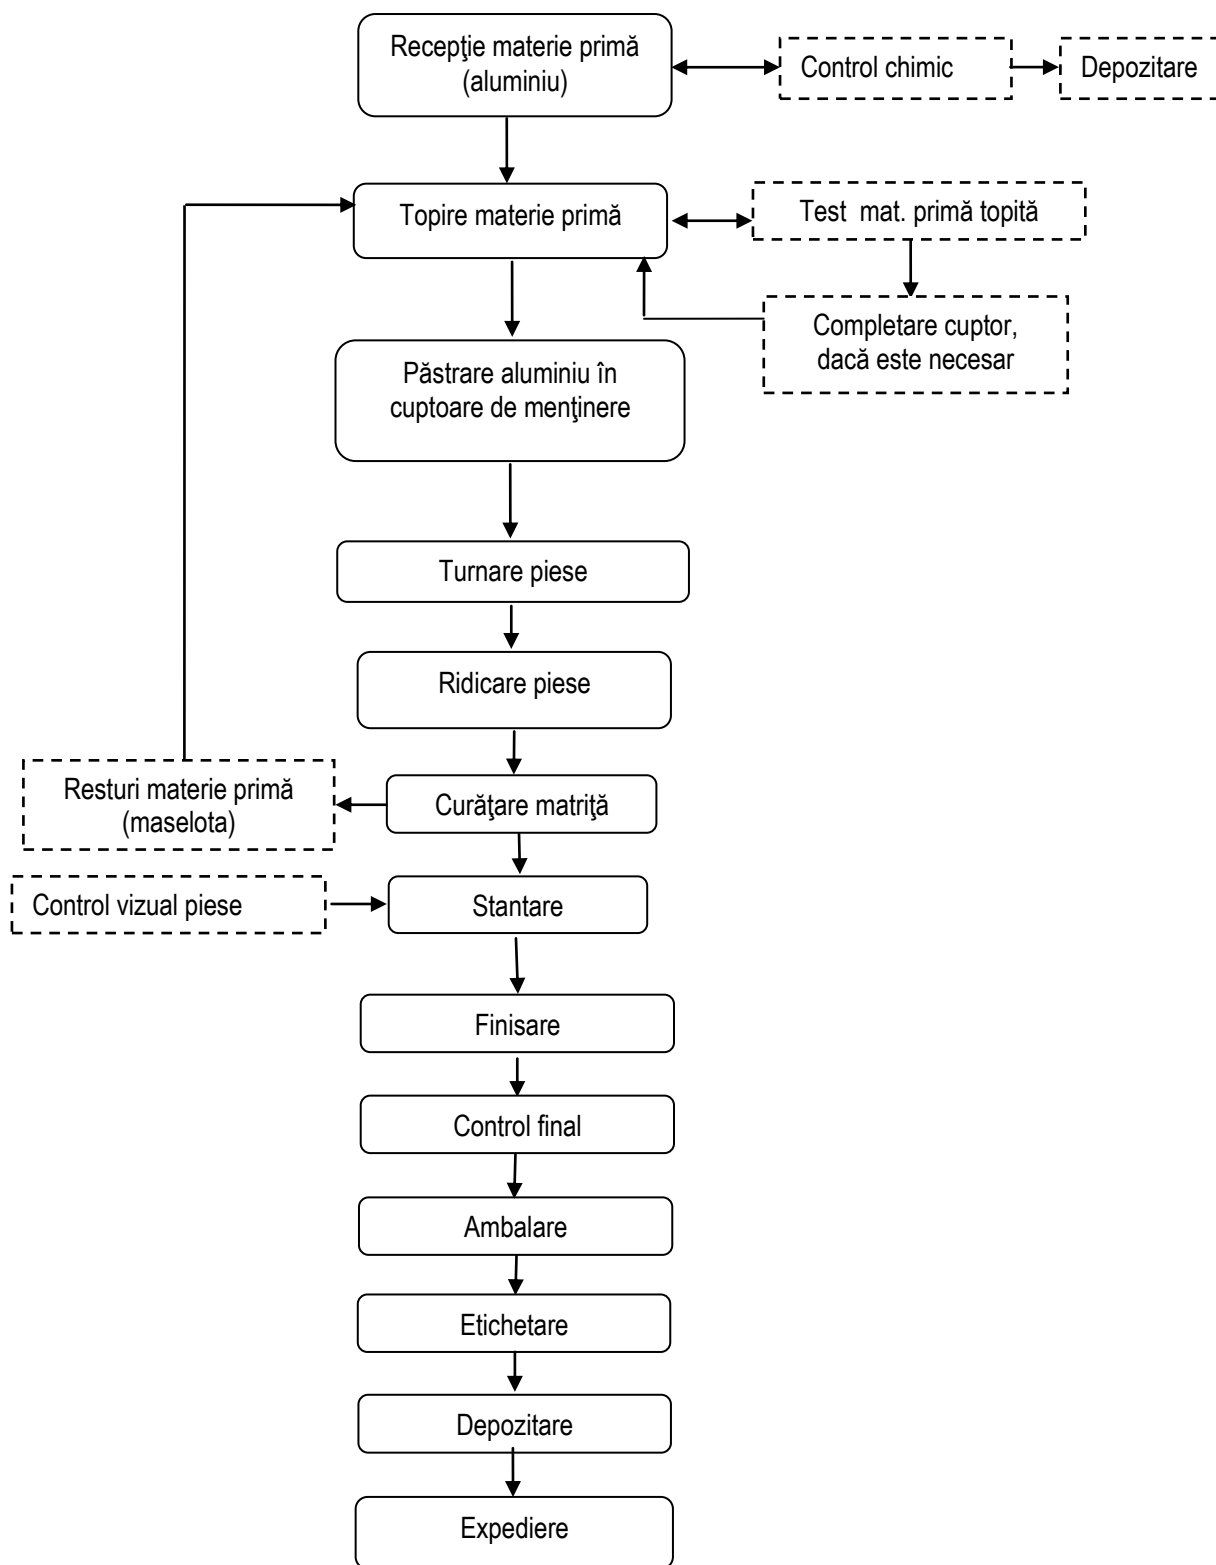 Recepţie materie primă
(aluminiu)
Control chimic
Depozitare
Topire materie primă
Test mat. primă topită
Completare cuptor,
dacă este necesar
Păstrare aluminiu în
cuptoare de menţinere
Turnare piese
Ridicare piese
Resturi materie primă
(maselota)
Curăţare matriţă
Control vizual piese
Stantare
Finisare
Control final
Ambalare
Etichetare
Depozitare
Expediere